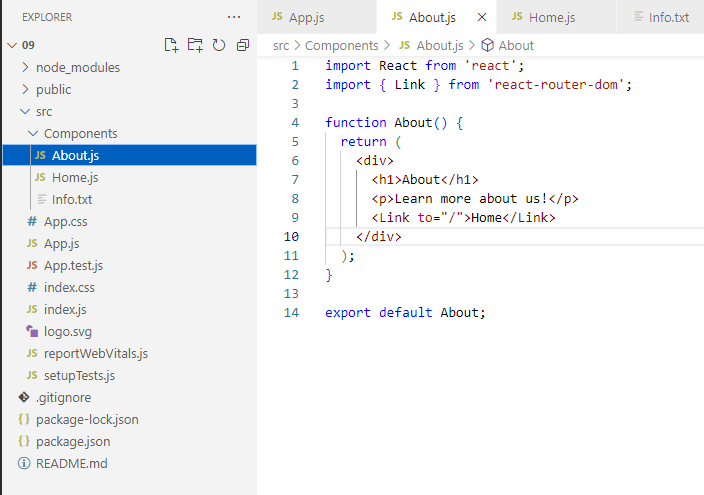 EXPLORER ...
09
node_modules
public
src
Components
JS About.js
JS Home.js
Info.txt
# App.css
JS App.js
JS App.test.js
# index.css
JS index.js
logo.svg
JS reportWebVitals.js
JS setupTests.js
.gitignore
{} package-lock.json
{} package.json
README.md
JS App.js
JS About.js
JS Home.js
Info.txt
src > Components > JS About.js > About
1 import React from 'react';
2 import { Link } from 'react-router-dom';
3
4 function About() {
5 return (
6 <div>
7 <h1>About</h1>
8 <p>Learn more about us!</p>
9 <Link to="/">Home</Link>
10 </div>
11 );
12 }
13
14 export default About;